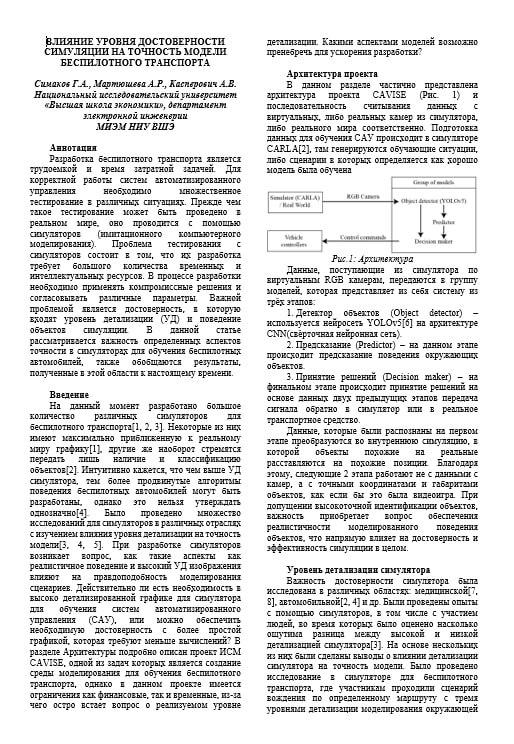 ВЛИЯНИЕ УРОВНЯ ДОСТОВЕРНОСТИ
СИМУЛЯЦИИ НА ТОЧНОСТЬ МОДЕЛИ
БЕСПИЛОТНОГО ТРАНСПОРТА
Симаков Г.А., Мартюшева А.Р., Касперович А.В.
Национальный исследовательский университет
«Высшая школа экономики», департамент
электронной инженерии
МИЭМ НИУ ВШЭ
Аннотация
Разработка беспилотного транспорта является
трудоемкой и время затратной задачей. Для
корректной работы систем автоматизированного
управления необходимо множественное
тестирование в различных ситуациях. Прежде чем
такое тестирование может быть проведено в
реальном мире, оно проводится с помощью
симуляторов (имитационного компьютерного
моделирования). Проблема тестирования с
симуляторов состоит в том, что их разработка
требует большого количества временных и
интеллектуальных ресурсов. В процессе разработки
необходимо применять компромиссные решения и
согласовывать различные параметры. Важной
проблемой является достоверность, в которую
входят уровень детализации (УД) и поведение
объектов симуляции. В данной статье
рассматривается важность определенных аспектов
точности в симуляторах для обучения беспилотных
автомобилей, также обобщаются результаты,
полученные в этой области к настоящему времени.
Введение
На данный момент разработано большое
количество различных симуляторов для
беспилотного транспорта[1, 2, 3]. Некоторые из них
имеют максимально приближенную к реальному
миру графику[1], другие же наоборот стремятся
передать лишь наличие и классификацию
объектов[2]. Интуитивно кажется, что чем выше УД
симулятора, тем более продвинутые алгоритмы
поведения беспилотных автомобилей могут быть
разработаны, однако это нельзя утверждать
однозначно[4]. Было проведено множество
исследований для симуляторов в различных отраслях
с изучением влияния уровня детализации на точность
модели[3, 4, 5]. При разработке симуляторов
возникает вопрос, как такие аспекты как
реалистичное поведение и высокий УД изображения
влияют на правдоподобность моделирования
сценариев. Действительно ли есть необходимость в
высоко детализированной графике для симулятора
для обучения систем автоматизированного
управления (САУ), или можно обеспечить
необходимую достоверность с более простой
графикой, которая требуют меньше вычислений? В
разделе Архитектуры подробно описан проект ИСМ
CAVISE, одной из задач которых является создание
среды моделирования для обучения беспилотного
транспорта, однако в данном проекте имеется
ограничения как финансовые, так и временные, из-за
чего остро встаёт вопрос о реализуемом уровне
детализации. Какими аспектами моделей возможно
пренебречь для ускорения разработки?
Архитектура проекта
В данном разделе частично представлена
архитектура проекта CAVISE (Рис. 1) и
последовательность считывания данных с
виртуальных, либо реальных камер из симулятора,
либо реального мира соответственно. Подготовка
данных для обучения САУ происходит в симуляторе
CARLA[2], там генерируются обучающие ситуации,
либо сценарии в которых определяется как хорошо
модель была обучена
Group of models
Simulator (CARLA)
/ Real World
RGB Camera
Object detector (YOLOv5)
Predictor
Vehicle
controllers
Control commands
Decision maker
Рис.1: Архитектура
Данные, поступающие из симулятора по
виртуальным RGB камерам, передаются в группу
моделей, которая представляет из себя систему из
трёх этапов:
1. Детектор объектов (Object detector) –
используется нейросеть YOLOv5[6] на архитектуре
CNN(свёрточная нейронная сеть).
2. Предсказание (Predictor) – на данном этапе
происходит предсказание поведения окружающих
объектов.
3. Принятие решений (Decision maker) – на
финальном этапе происходит принятие решений на
основе данных двух предыдущих этапов передача
сигнала обратно в симулятор или в реальное
транспортное средство.
Данные, которые были распознаны на первом
этапе преобразуются во внутреннюю симуляцию, в
которой объекты похожие на реальные
расставляются на похожие позиции. Благодаря
этому, следующие 2 этапа работают не с данными с
камер, а с точными координатами и габаритами
объектов, как если бы это была видеоигра. При
допущении высокоточной идентификации объектов,
важность приобретает вопрос обеспечения
реалистичности моделированного поведения
объектов, что напрямую влияет на достоверность и
эффективность симуляции в целом.
Уровень детализации симулятора
Важность достоверности симулятора была
исследована в различных областях: медицинской[7,
8], автомобильной[2, 4] и др. Были проведены опыты
с помощью симуляторов, в том числе с участием
людей, во время которых было оценено насколько
ощутима разница между высокой и низкой
детализацией симулятора[3]. На основе нескольких
из них были сделаны выводы о влиянии детализации
симулятора на точность модели. Было проведено
исследование в симуляторе для беспилотного
транспорта, где участникам проходили сценарий
вождения по определенному маршруту с тремя
уровнями детализации моделирования окружающей